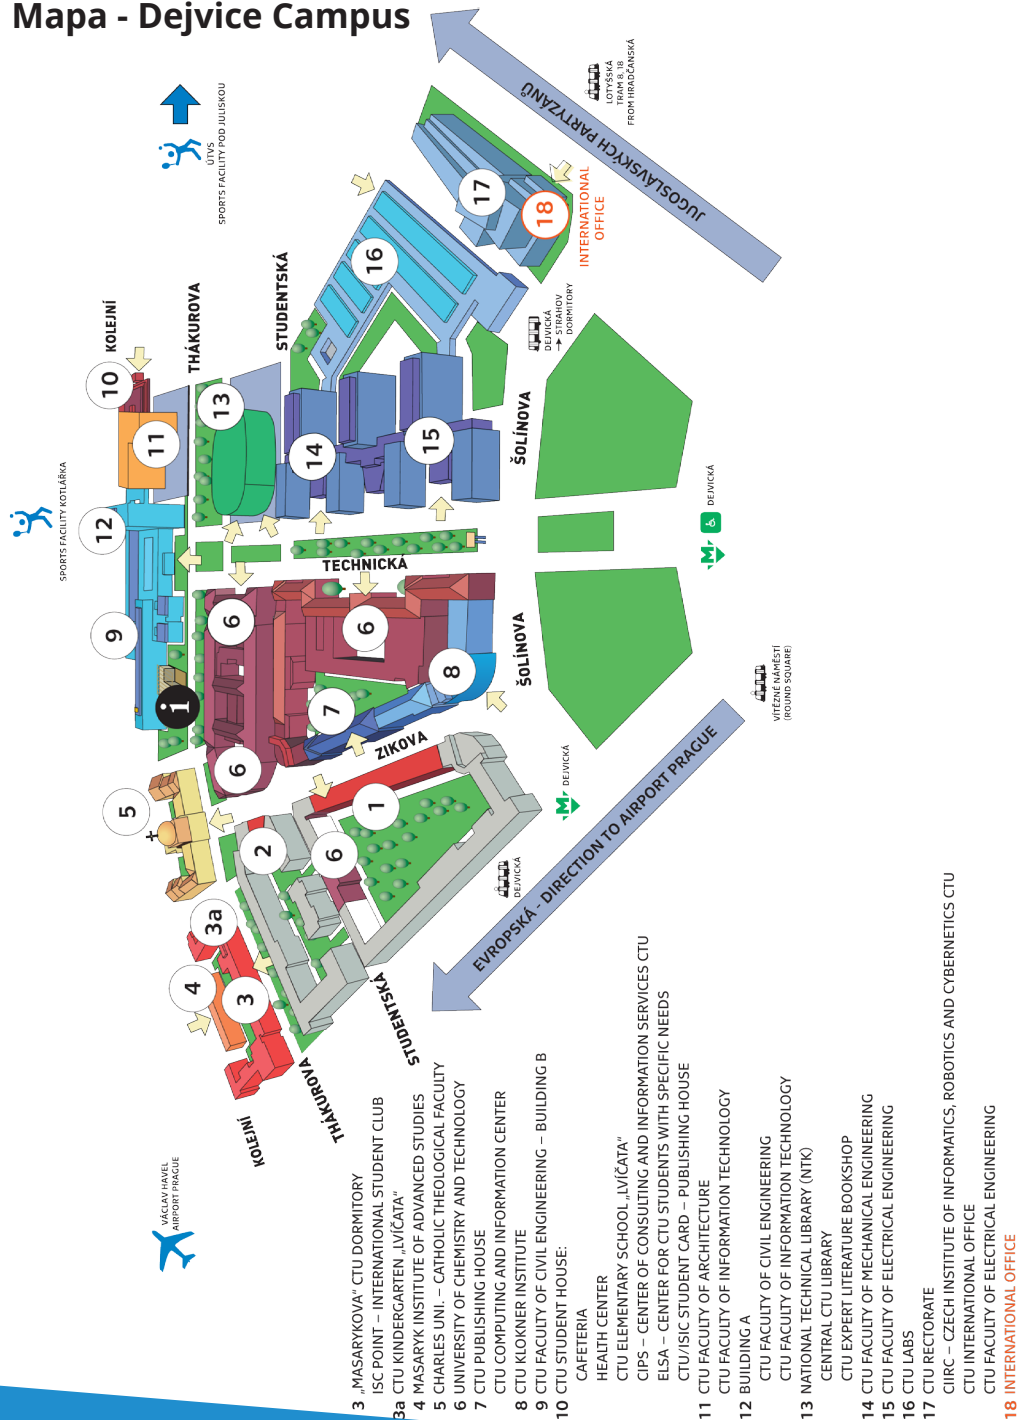 Mapa - Dejvice Campus
ÚTVS
SPORTS FACILITY POD JULISKOU
LOTYŠSKÁ
TRAM 8, 18
FROM HRADČANSKÁ
JUGOSLÁVSKÝCH PARTYZÁNŮ
17
18
INTERNATIONAL
OFFICE
16
STUDENTSKÁ
THÁKUROVA
KOLEJNÍ
DEJVICKÁ
STRAHOV
DORMITORY
10
11
13
14
15
ŠOLÍNOVA
SPORTS FACILITY KOTLÁŘKA
12
TECHNICKÁ
M
DEJVICKÁ
9
6
6
ŠOLÍNOVA
8
7
i
6
ZIKOVA
VÍTĚZNÉ NÁMĚSTÍ
(ROUND SQUARE)
5
1
2
6
M
DEJVICKÁ
DEJVICKÁ
EVROPSKÁ - DIRECTION TO AIRPORT PRAGUE
3a
4
3
STUDENTSKÁ
THÁKUROVA
KOLEJNÍ
VÁCLAV HAVEL
AIRPORT PRAGUE
3 „MASARYKOVA“ CTU DORMITORY
ISC POINT – INTERNATIONAL STUDENT CLUB
3a CTU KINDERGARTEN „LVÍČATA“
4 MASARYK INSTITUTE OF ADVANCED STUDIES
5 CHARLES UNI. – CATHOLIC THEOLOGICAL FACULTY
6 UNIVERSITY OF CHEMISTRY AND TECHNOLOGY
7 CTU PUBLISHING HOUSE
CTU COMPUTING AND INFORMATION CENTER
8 CTU KLOKNER INSTITUTE
9 CTU FACULTY OF CIVIL ENGINEERING – BUILDING B
10 CTU STUDENT HOUSE:
CAFETERIA
HEALTH CENTER
CTU ELEMENTARY SCHOOL „LVÍČATA“
CIPS – CENTER OF CONSULTING AND INFORMATION SERVICES CTU
ELSA – CENTER FOR CTU STUDENTS WITH SPECIFIC NEEDS
CTU/ISIC STUDENT CARD – PUBLISHING HOUSE
11 CTU FACULTY OF ARCHITECTURE
CTU FACULTY OF INFORMATION TECHNOLOGY
12 BUILDING A
CTU FACULTY OF CIVIL ENGINEERING
CTU FACULTY OF INFORMATION TECHNOLOGY
13 NATIONAL TECHNICAL LIBRARY (NTK)
CENTRAL CTU LIBRARY
CTU EXPERT LITERATURE BOOKSHOP
14 CTU FACULTY OF MECHANICAL ENGINEERING
15 CTU FACULTY OF ELECTRICAL ENGINEERING
16 CTU LABS
17 CTU RECTORATE
CIIRC – CZECH INSTITUTE OF INFORMATICS, ROBOTICS AND CYBERNETICS CTU
CTU INTERNATIONAL OFFICE
CTU FACULTY OF ELECTRICAL ENGINEERING
18 INTERNATIONAL OFFICE